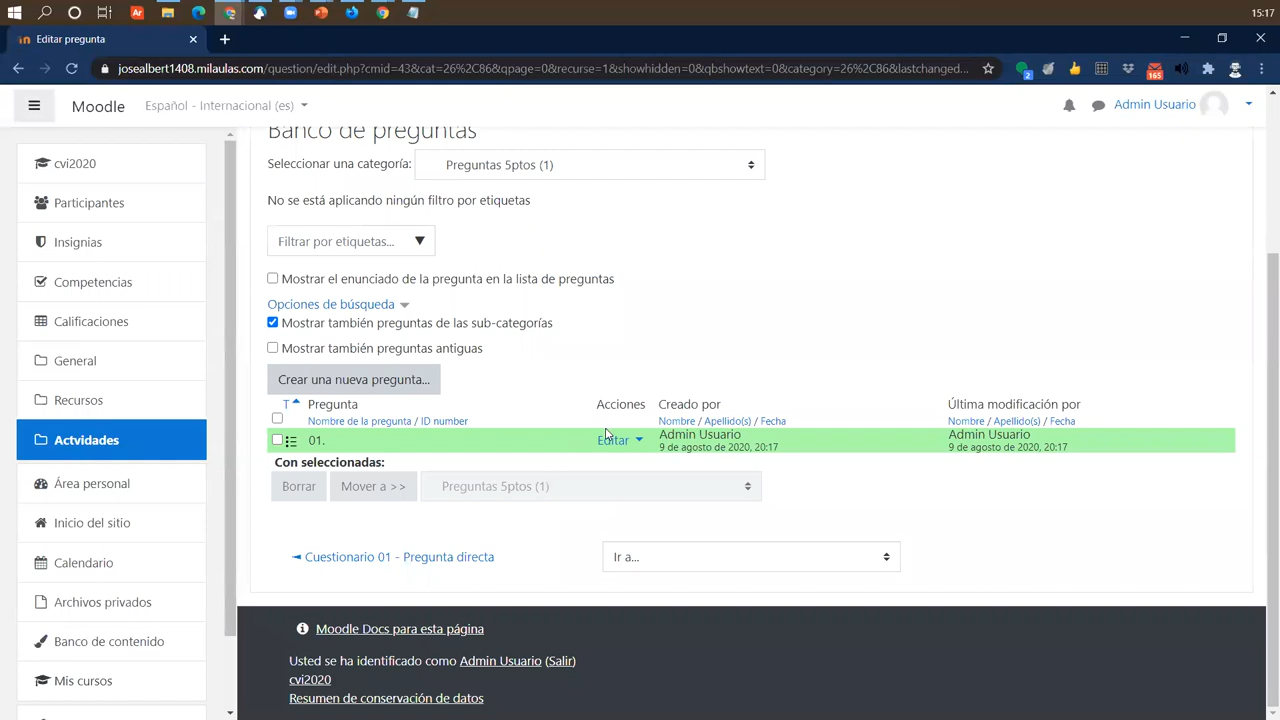 15:17
Editar pregunta
josealbert1408.milaulas.com/question/edit.php?cmid=43&cat=26%2C86&qpage=0&recurse=1&showhidden=0&qbshowtext=0&category=26%2C86&lastchanged...
2
165
Moodle
Español - Internacional (es)
Admin Usuario
Banco de preguntas
Seleccionar una categoría:
Preguntas 5ptos (1)
No se está aplicando ningún filtro por etiquetas
Filtrar por etiquetas...
Mostrar el enunciado de la pregunta en la lista de preguntas
Opciones de búsqueda
Mostrar también preguntas de las sub-categorías
Mostrar también preguntas antiguas
Crear una nueva pregunta...
T Pregunta Acciones Creado por Última modificación por
Nombre de la pregunta / ID number Nombre / Apellido(s) / Fecha Nombre / Apellido(s) / Fecha
01. Editar Admin Usuario Admin Usuario
9 de agosto de 2020, 20:17 9 de agosto de 2020, 20:17
Con seleccionadas:
Borrar Mover a >> Preguntas 5ptos (1)
◄ Cuestionario 01 - Pregunta directa Ir a...
cvi2020
Participantes
Insignias
Competencias
Calificaciones
General
Recursos
Actvidades
Área personal
Inicio del sitio
Calendario
Archivos privados
Banco de contenido
Mis cursos
Moodle Docs para esta página
Usted se ha identificado como Admin Usuario (Salir)
cvi2020
Resumen de conservación de datos